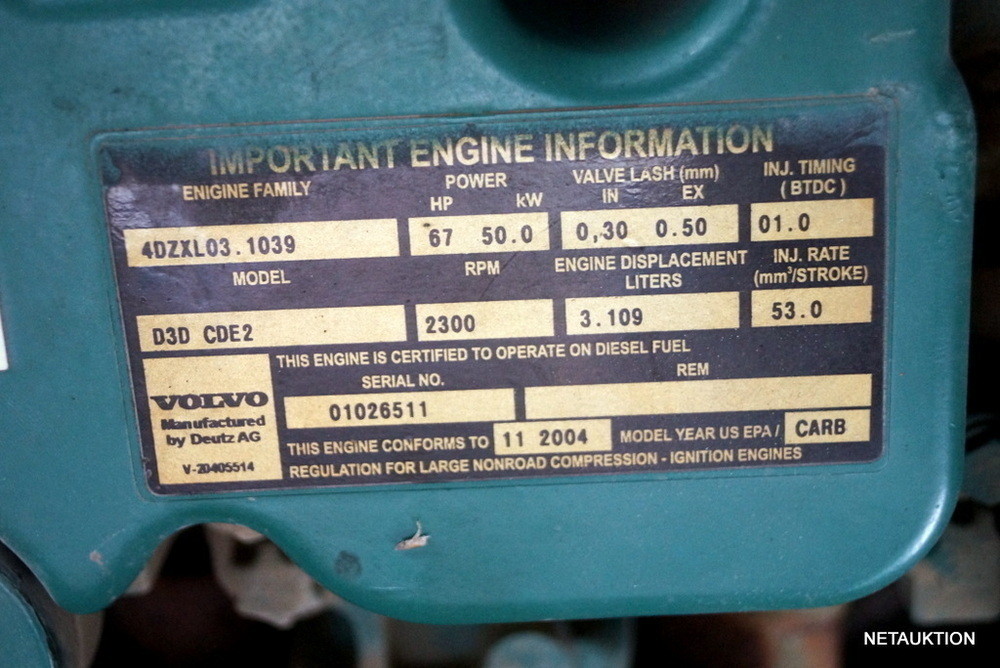 IMPORTANT ENGINE INFORMATION
ENIGINE FAMILY POWER VALVE LASH (mm) INJ. TIMING
HP kW IN EX ( BTDC )
4DZXL03.1039 67 50.0 0,30 0.50 01.0
MODEL RPM ENGINE DISPLACEMENT INJ. RATE
LITERS (mm³/STROKE)
D3D CDE2 2300 3.109 53.0
THIS ENGINE IS CERTIFIED TO OPERATE ON DIESEL FUEL
SERIAL NO. REM
VOLVO 01026511
Manufactured
by Deutz AG
THIS ENGINE CONFORMS TO 11 2004 MODEL YEAR US EPA / CARB
V-20405514 REGULATION FOR LARGE NONROAD COMPRESSION - IGNITION ENGINES
NETAUKTION